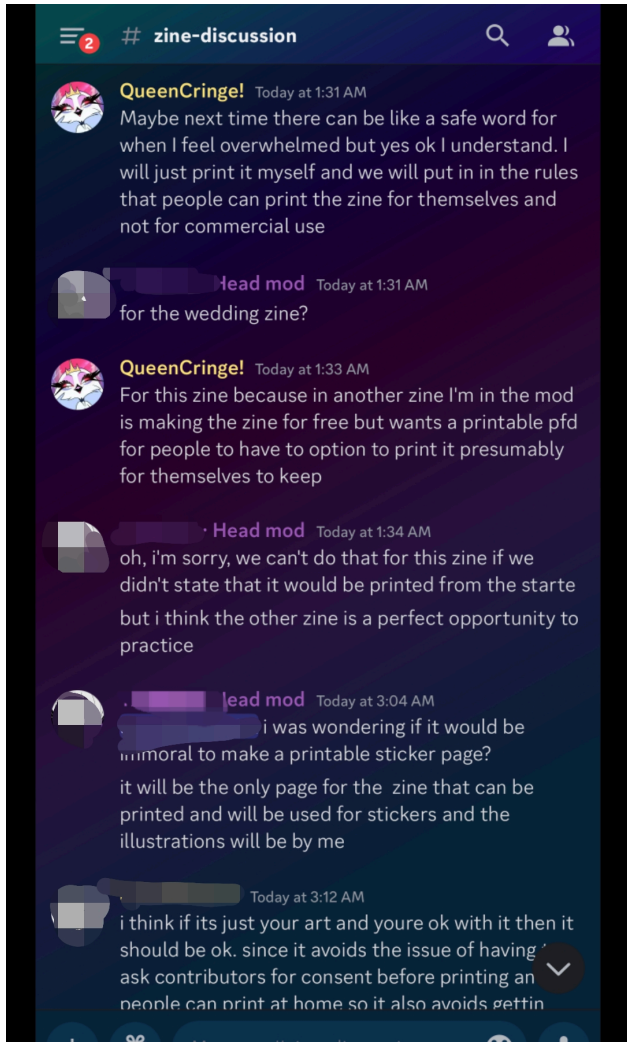 2
# zine-discussion
QueenCringe! Today at 1:31 AM
Maybe next time there can be like a safe word for
when I feel overwhelmed but yes ok I understand. I
will just print it myself and we will put in in the rules
that people can print the zine for themselves and
not for commercial use
Head mod Today at 1:31 AM
for the wedding zine?
QueenCringe! Today at 1:33 AM
For this zine because in another zine I'm in the mod
is making the zine for free but wants a printable pfd
for people to have to option to print it presumably
for themselves to keep
Head mod Today at 1:34 AM
oh, i'm sorry, we can't do that for this zine if we
didn't state that it would be printed from the starte
but i think the other zine is a perfect opportunity to
practice
Head mod Today at 3:04 AM
i was wondering if it would be
immoral to make a printable sticker page?
it will be the only page for the zine that can be
printed and will be used for stickers and the
illustrations will be by me
Today at 3:12 AM
i think if its just your art and youre ok with it then it
should be ok. since it avoids the issue of having
ask contributors for consent before printing an
people can print at home so it also avoids gettin